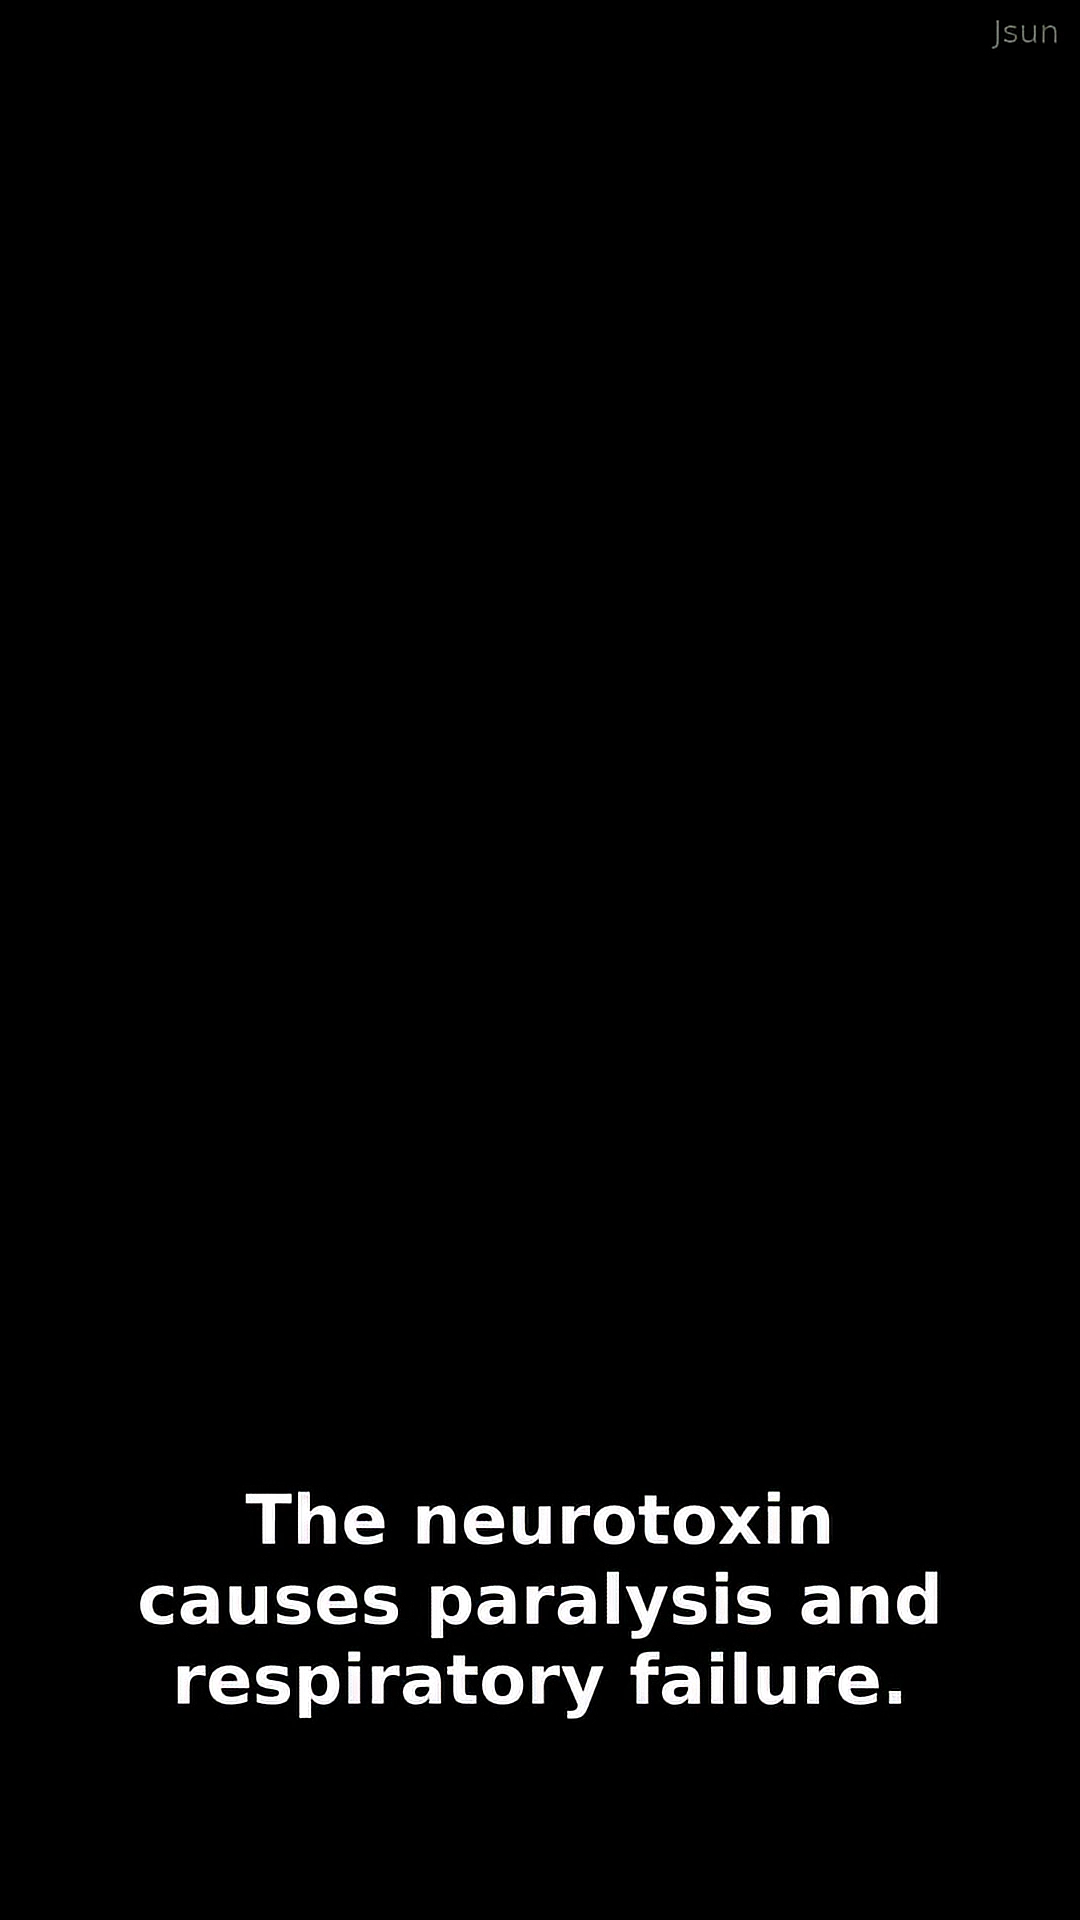 Jsun
The neurotoxin
causes paralysis and
respiratory failure.